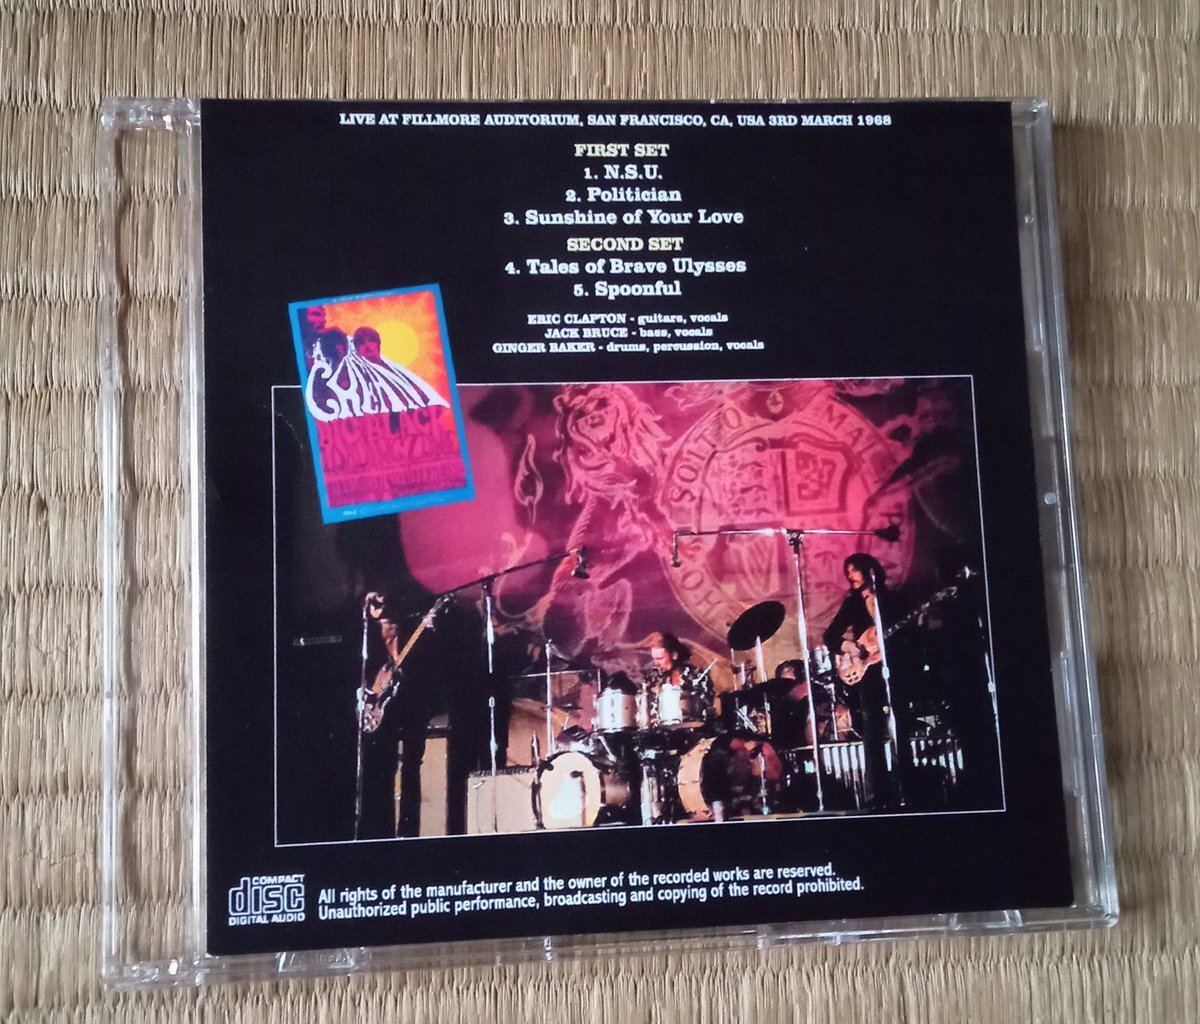 LIVE AT FILLMORE AUDITORIUM, SAN FRANCISCO, CA, USA 3RD MARCH 1968
FIRST SET
1. N.S.U.
2. Politician
3. Sunshine of Your Love
SECOND SET
4. Tales of Brave Ulysses
5. Spoonful
ERIC CLAPTON - guitars, vocals
JACK BRUCE - bass, vocals
GINGER BAKER - drums, percussion, vocals
CREAM
BIG BLACK
COMPACT
disc
DIGITAL AUDIO
All rights of the manufacturer and the owner of the recorded works are reserved.
Unauthorized public performance, broadcasting and copying of the record prohibited.